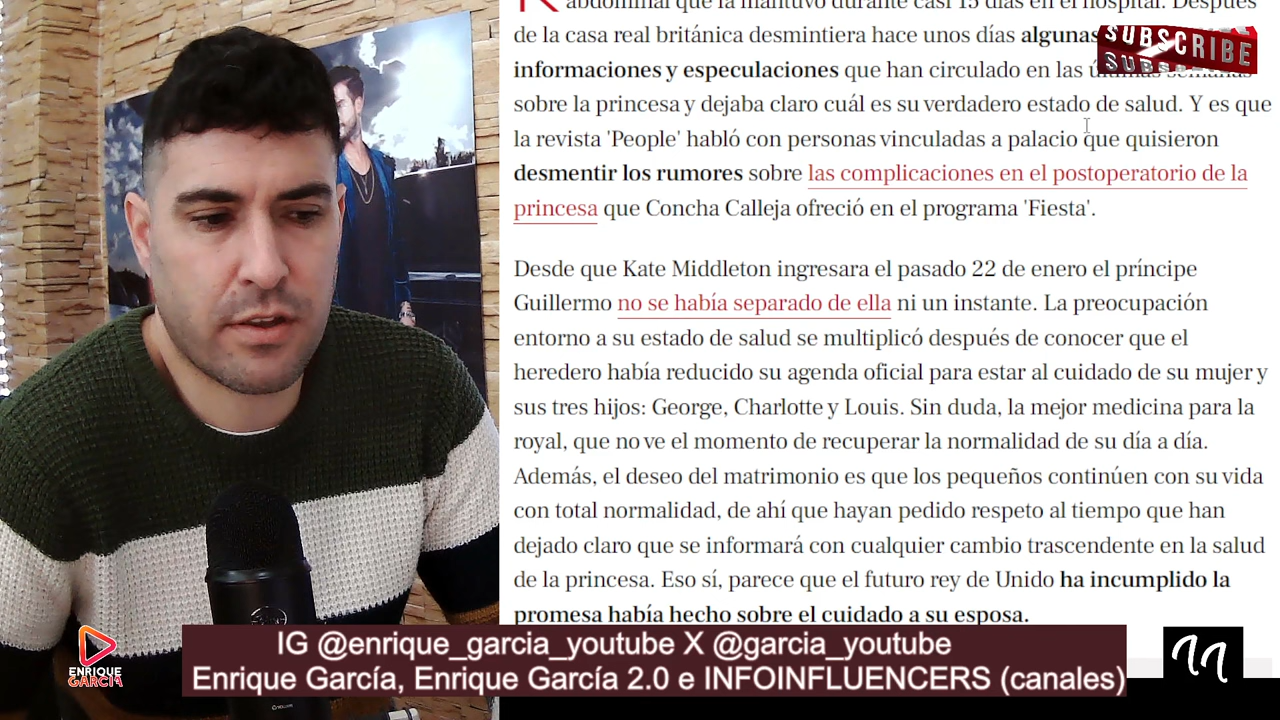 abdominal que la mantuvo durante casi 15 días en el hospital. Después
de la casa real británica desmintiera hace unos días algunas
informaciones y especulaciones que han circulado en las últimas semanas
sobre la princesa y dejaba claro cuál es su verdadero estado de salud. Y es que
la revista 'People' habló con personas vinculadas a palacio que quisieron
desmentir los rumores sobre las complicaciones en el postoperatorio de la
princesa que Concha Calleja ofreció en el programa 'Fiesta'.
Desde que Kate Middleton ingresara el pasado 22 de enero el príncipe
Guillermo no se había separado de ella ni un instante. La preocupación
entorno a su estado de salud se multiplicó después de conocer que el
heredero había reducido su agenda oficial para estar al cuidado de su mujer y
sus tres hijos: George, Charlotte y Louis. Sin duda, la mejor medicina para la
royal, que no ve el momento de recuperar la normalidad de su día a día.
Además, el deseo del matrimonio es que los pequeños continúen con su vida
con total normalidad, de ahí que hayan pedido respeto al tiempo que han
dejado claro que se informará con cualquier cambio trascendente en la salud
de la princesa. Eso sí, parece que el futuro rey de Unido ha incumplido la
promesa había hecho sobre el cuidado a su esposa.
SUBSCRIBE
IG @enrique_garcia_youtube X @garcia_youtube
Enrique García, Enrique García 2.0 e INFOINFLUENCERS (canales)
ENRIQUE
GARCÍA